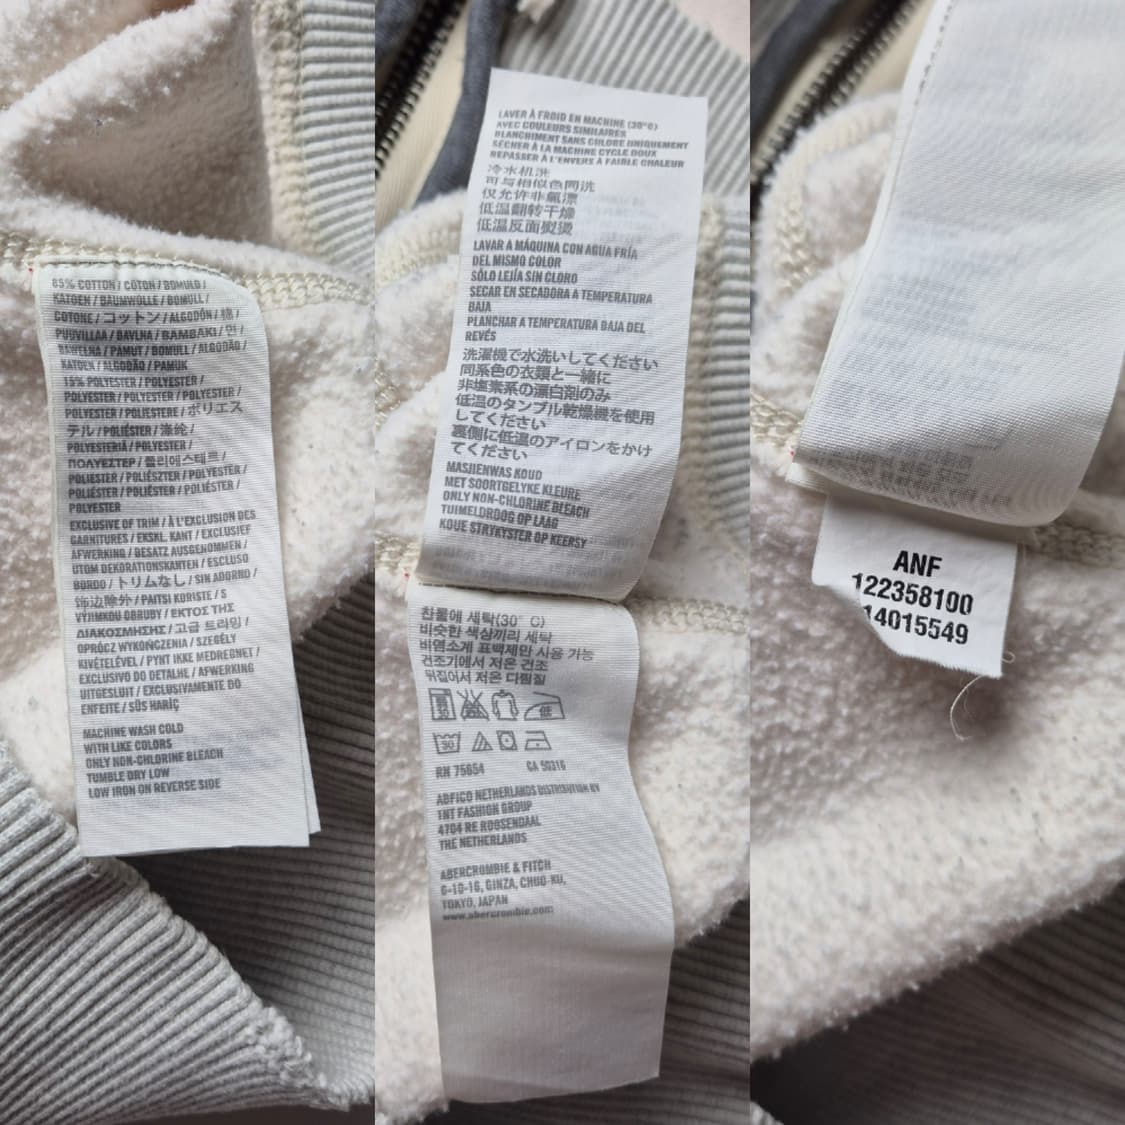 85% COTTON / COTON / BOMULD /
KATOEN / BAUMWOLLE / BOMULL /
COTONE / コットン / ALGODÓN / 棉 /
PUUVILLAA / BAVLNA / ΒΑΜΒΑΚΙ / 면 /
BAWEŁNA / PAMUT / BOMULL / ALGODÃO /
KATOEN / ALGODÃO / PAMUK
15% POLYESTER / POLYESTER /
POLYESTER / POLYESTER / POLYESTER /
POLYESTER / POLIESTERE / ポリエス
テル / POLIÉSTER / 涤纶 /
POLYESTERIÄ / POLYESTER /
ΠΟΛΥΕΣΤΕΡ / 폴리에스테르 /
POLIESTER / POLIÉSZTER / POLYESTER /
POLIÉSTER / POLIËSTER / POLIÉSTER /
POLYESTER
EXCLUSIVE OF TRIM / À L'EXCLUSION DES
GARNITURES / EKSKL. KANT / EXCLUSIEF
AFWERKING / BESATZ AUSGENOMMEN /
UTOM DEKORATIONSKANTEN / ESCLUSO
BORDO / トリムなし / SIN ADORNO /
饰边除外 / PAITSI KORISTE / S
VÝJIMKOU OBRUBY / ΕΚΤΟΣ ΤΗΣ
ΔΙΑΚΟΣΜΗΣΗΣ / 고급 트리밍 /
OPRÓCZ WYKOŃCZENIA / SZEGÉLY
KIVÉTELÉVEL / PYNT IKKE MEDREGNET /
EXCLUSIVO DO DETALHE / AFWERKING
UITGESLUIT / EXCLUSIVAMENTE DO
ENFEITE / SÜS HARİÇ
MACHINE WASH COLD
WITH LIKE COLORS
ONLY NON-CHLORINE BLEACH
TUMBLE DRY LOW
LOW IRON ON REVERSE SIDE
LAVER À FROID EN MACHINE (30°C)
AVEC COULEURS SIMILAIRES
BLANCHIMENT SANS CHLORE UNIQUEMENT
SÉCHER À LA MACHINE CYCLE DOUX
REPASSER À L'ENVERS À FAIBLE CHALEUR
冷水机洗
可与相似色同洗
仅允许非氯漂
低温翻转干燥
低温反面熨烫
LAVAR A MÁQUINA CON AGUA FRÍA
DEL MISMO COLOR
SÓLO LEJÍA SIN CLORO
SECAR EN SECADORA A TEMPERATURA
BAJA
PLANCHAR A TEMPERATURA BAJA DEL
REVÉS
洗濯機で水洗いしてください
同系色の衣類と一緒に
非塩素系の漂白剤のみ
低温のタンブル乾燥機を使用
してください
裏側に低温のアイロンをかけ
てください
MASJIENWAS KOUD
MET SOORTGELYKE KLEURE
ONLY NON-CHLORINE BLEACH
TUIMELDROOG OP LAAG
KOUE STRYKYSTER OP KEERSY
찬물에 세탁(30°C)
비슷한 색상끼리 세탁
비염소계 표백제만 사용 가능
건조기에서 저온 건조
뒤집어서 저온 다림질
30 低
30
RN 75654 CA 50316
ABFICO NETHERLANDS DISTRIBUTION BV
TNT FASHION GROUP
4704 RE ROOSENDAAL
THE NETHERLANDS
ABERCROMBIE & FITCH
6-10-16, GINZA, CHUO-KU,
TOKYO, JAPAN
www.abercrombie.com
ANF
122358100
14015549